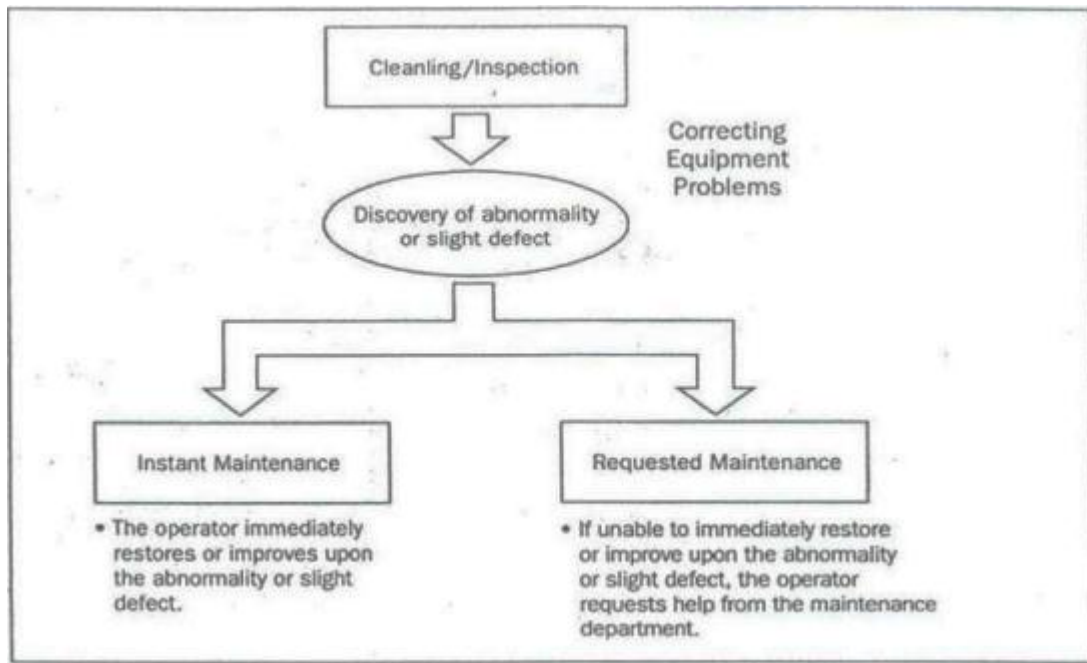 Cleanling/Inspection
Correcting
Equipment
Problems
Discovery of abnormality
or slight defect
Instant Maintenance
• The operator immediately
restores or improves upon
the abnormality or slight
defect.
Requested Maintenance
• If unable to immediately restore
or improve upon the abnormality
or slight defect, the operator
requests help from the maintenance
department.